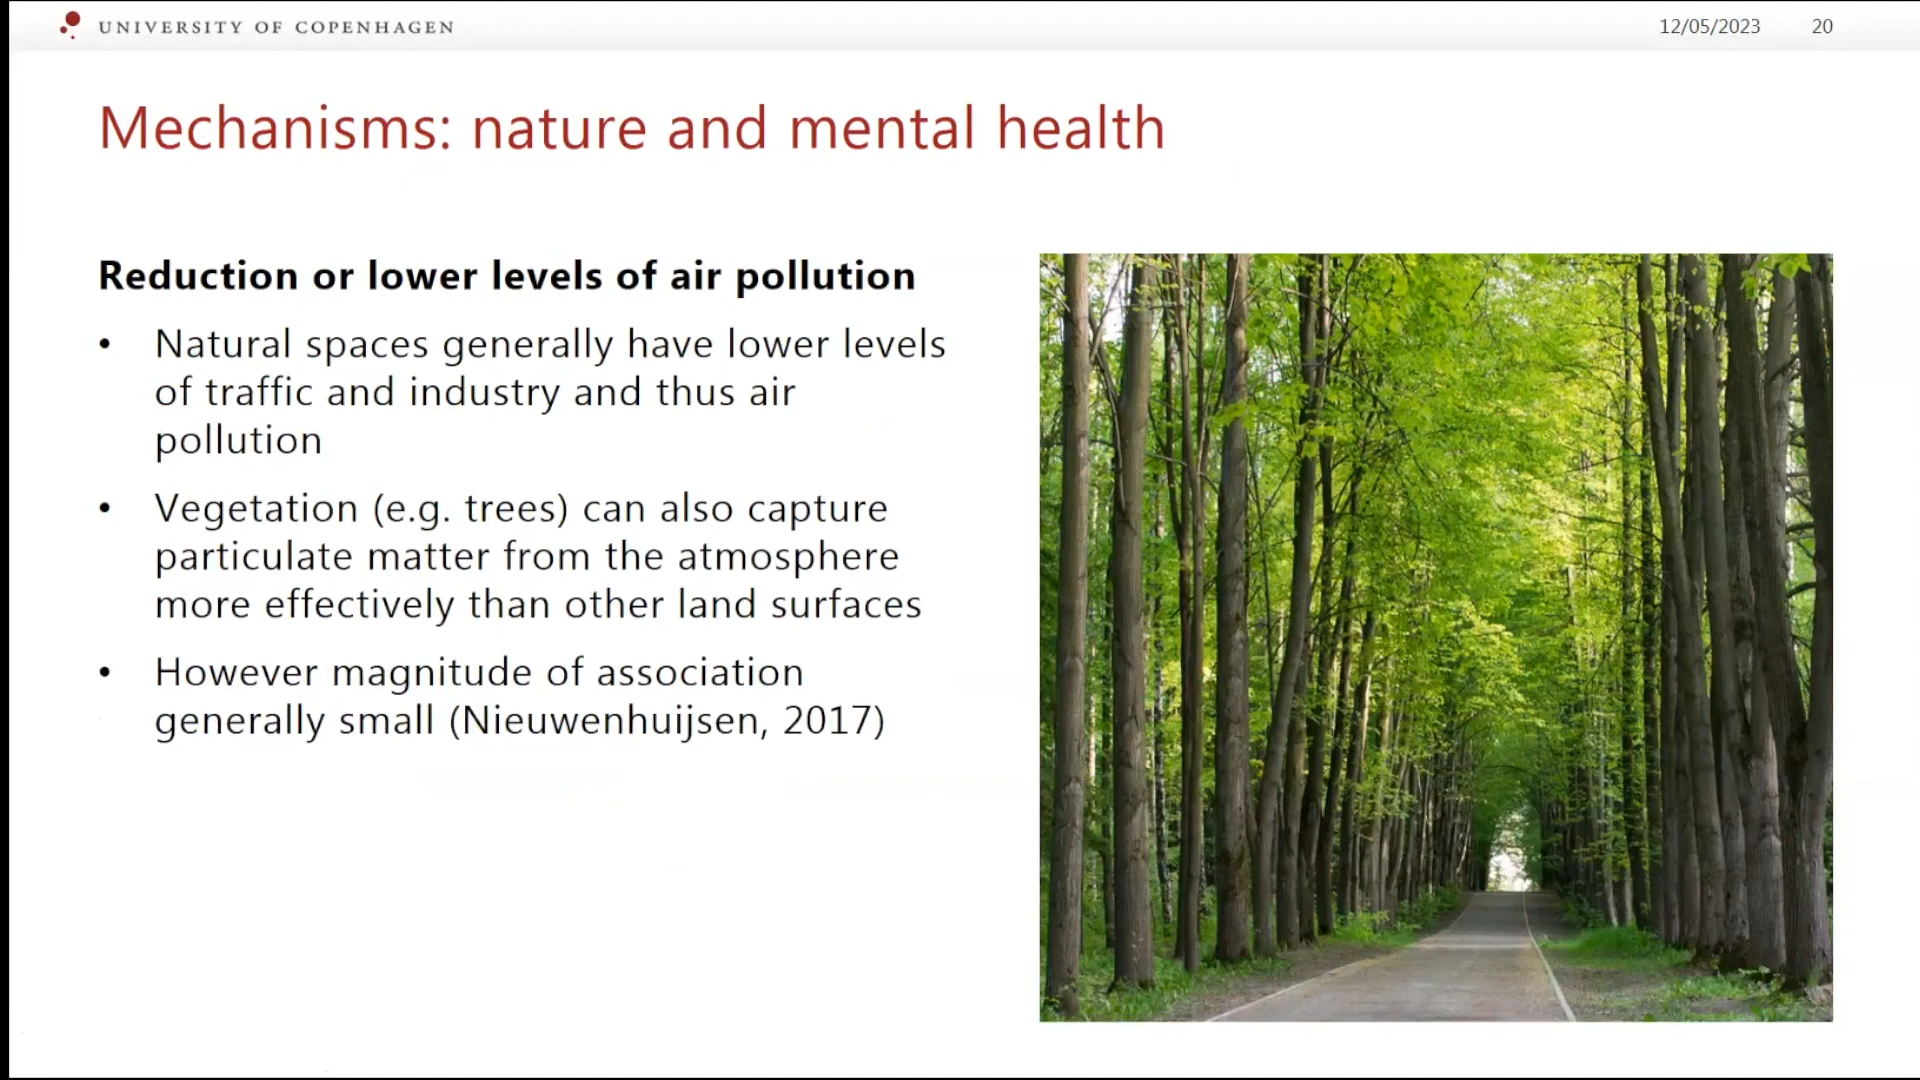 UNIVERSITY OF COPENHAGEN
12/05/2023 20
Mechanisms: nature and mental health
Reduction or lower levels of air pollution
• Natural spaces generally have lower levels
of traffic and industry and thus air
pollution
• Vegetation (e.g. trees) can also capture
particulate matter from the atmosphere
more effectively than other land surfaces
• However magnitude of association
generally small (Nieuwenhuijsen, 2017)